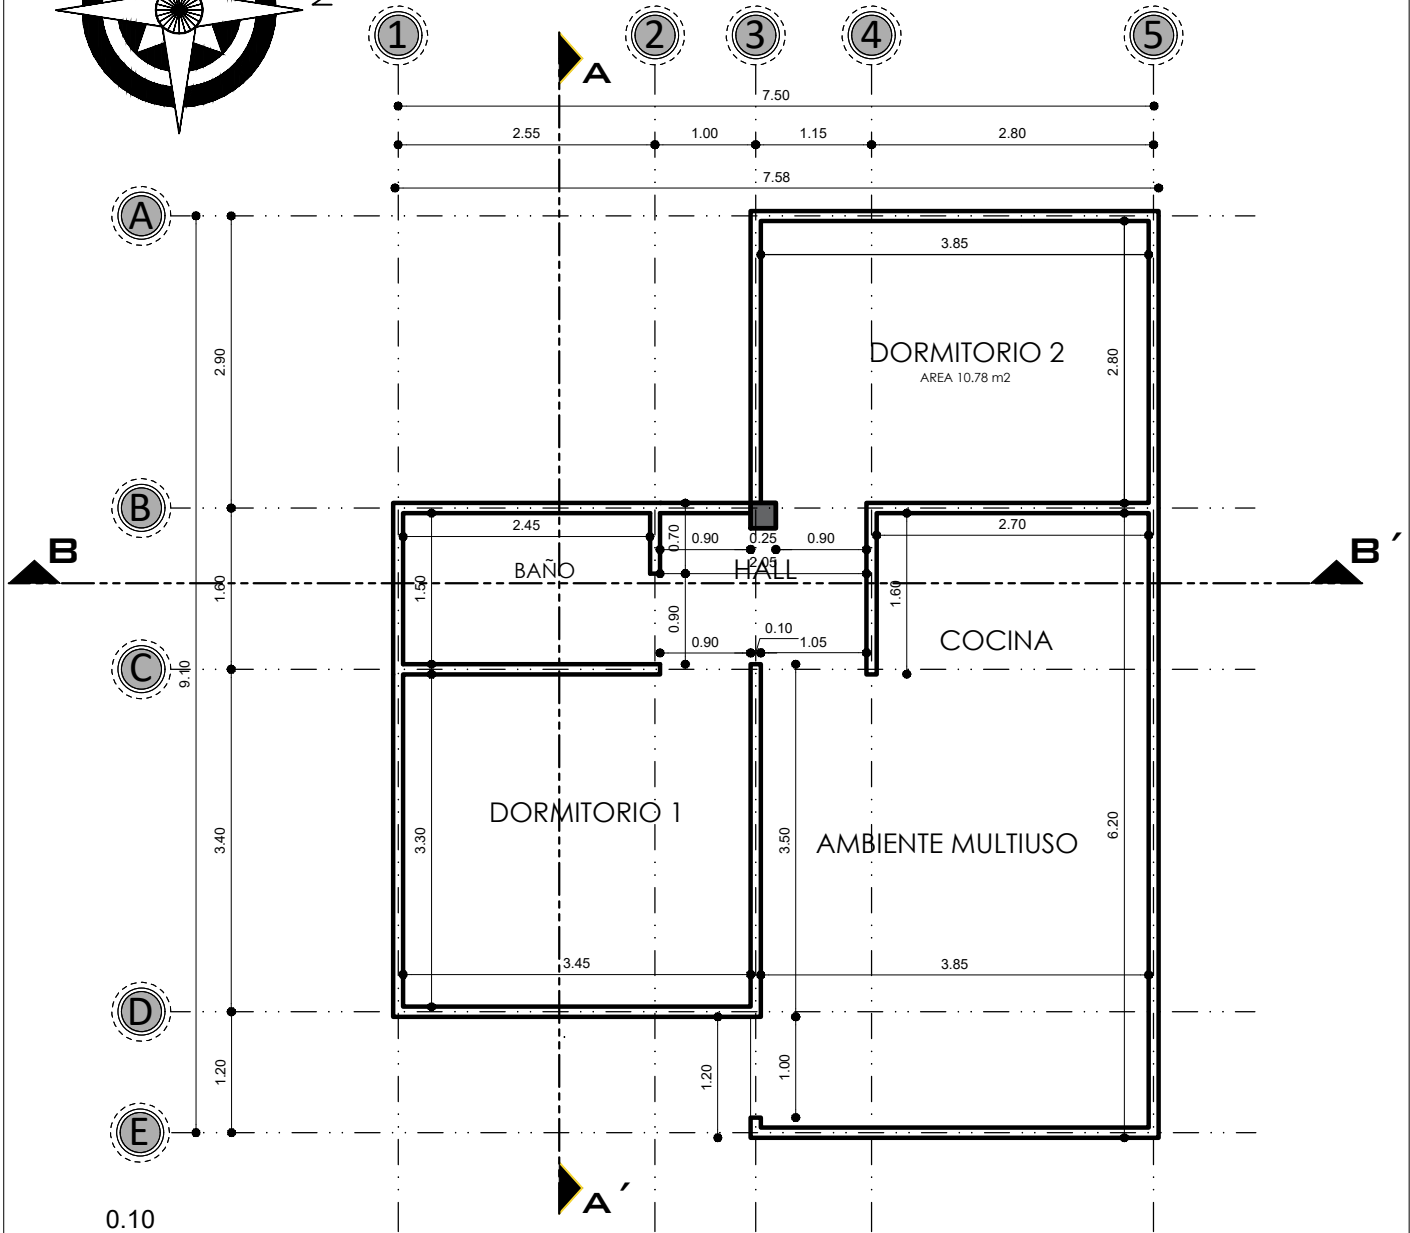 N
1 2 3 4 5
A
7.50
2.55 1.00 1.15 2.80
7.58
A
3.85
2.90
DORMITORIO 2
2.80
AREA 10.78 m2
B
2.45 0.70 0.90 0.25 0.90 2.70
B B´
BAÑO 2.05
HALL
1.60 1.50 1.60
0.90 0.10
0.90 1.05 COCINA
C
9.10
DORMITORIO 1
3.40 3.30 3.50 AMBIENTE MULTIUSO 6.20
3.45 3.85
D
1.20 1.20 1.00
E
A´
0.10